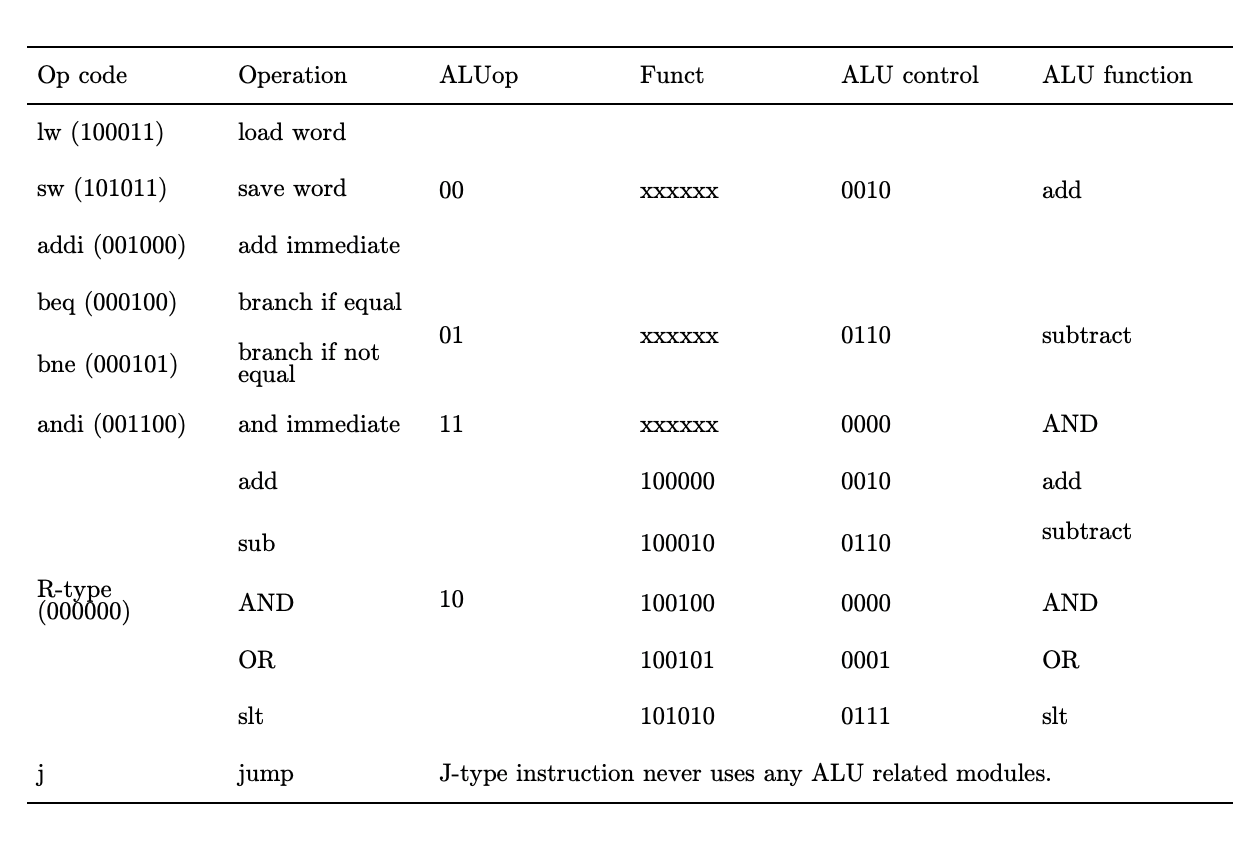 Op code Operation ALUop Funct ALU control ALU function
lw (100011) load word
sw (101011) save word 00 xxxxxx 0010 add
addi (001000) add immediate
beq (000100) branch if equal
01 xxxxxx 0110 subtract
bne (000101) branch if not
equal
andi (001100) and immediate 11 xxxxxx 0000 AND
add 100000 0010 add
sub 100010 0110 subtract
R-type
(000000) AND 10 100100 0000 AND
OR 100101 0001 OR
slt 101010 0111 slt
j jump J-type instruction never uses any ALU related modules.